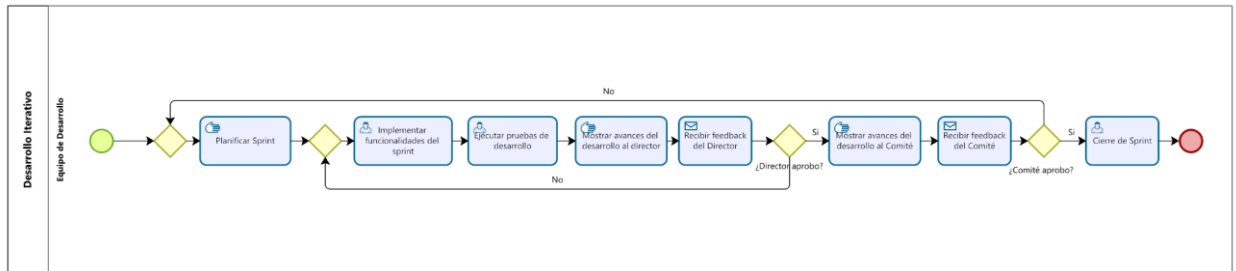 Desarrollo Iterativo
Equipo de Desarrollo
No
Planificar Sprint
Implementar
funcionalidades del
sprint
Ejecutar pruebas de
desarrollo
Mostrar avances del
desarrollo al director
Recibir feedback
del Director
¿Director aprobo?
Si
No
Mostrar avances del
desarrollo al Comité
Recibir feedback
del Comité
¿Comité aprobo?
Si
Cierre de Sprint